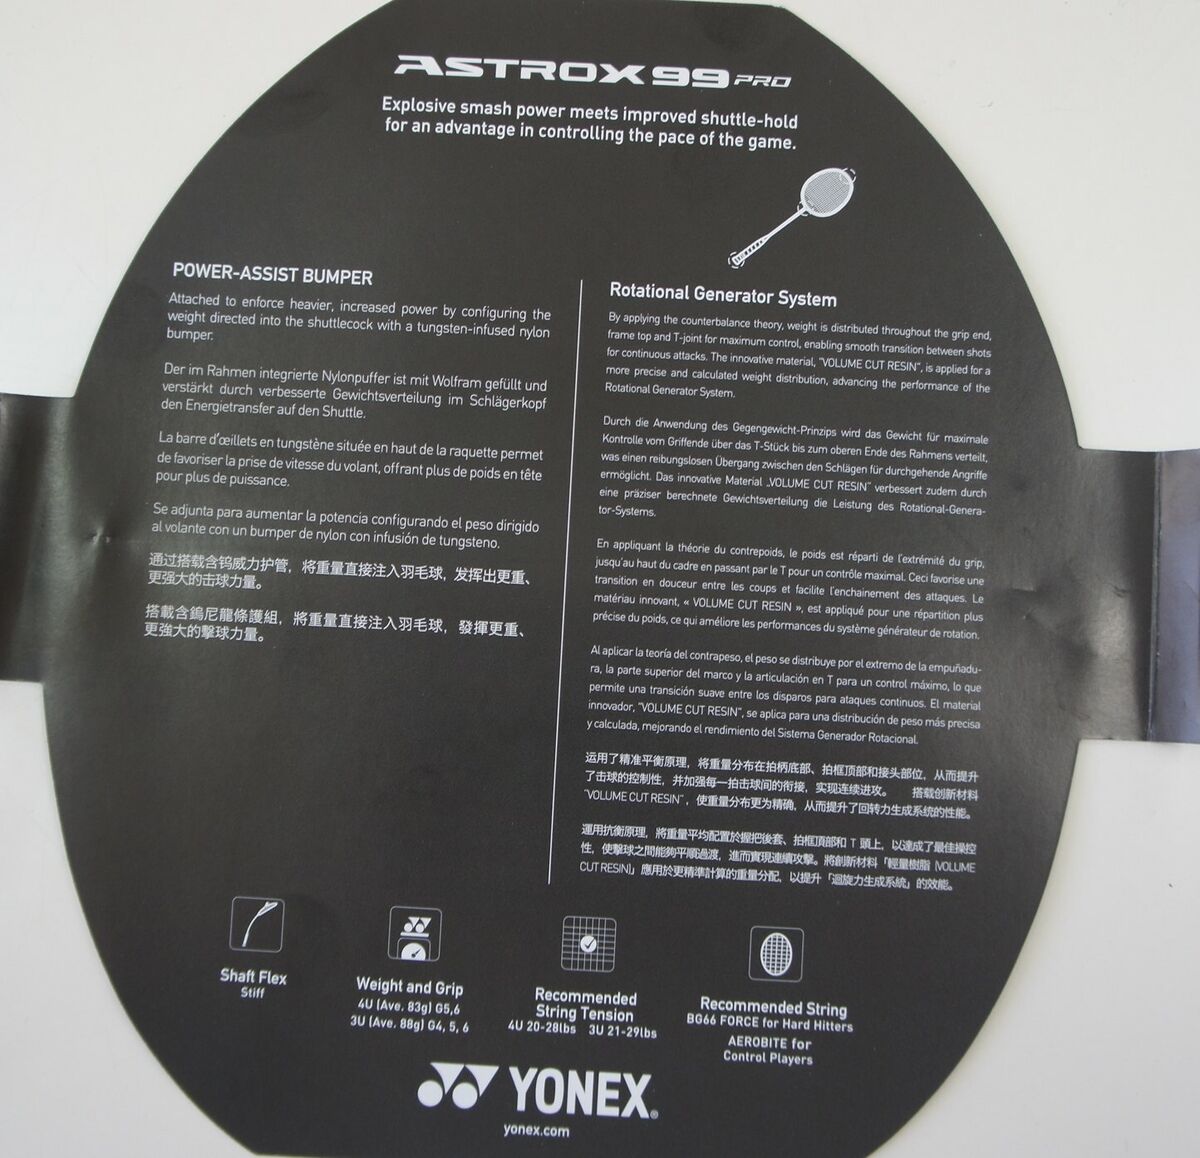 ASTROX 99 PRO
Explosive smash power meets improved shuttle-hold
for an advantage in controlling the pace of the game.
POWER-ASSIST BUMPER
Attached to enforce heavier, increased power by configuring the
weight directed into the shuttlecock with a tungsten-infused nylon
bumper.
Der im Rahmen integrierte Nylonpuffer ist mit Wolfram gefüllt und
verstärkt durch verbesserte Gewichtsverteilung im Schlägerkopf
den Energietransfer auf den Shuttle.
La barre d'œillets en tungstène située en haut de la raquette permet
de favoriser la prise de vitesse du volant, offrant plus de poids en tête
pour plus de puissance.
Se adjunta para aumentar la potencia configurando el peso dirigido
al volante con un bumper de nylon con infusión de tungsteno.
通过搭载含钨威力护管，将重量直接注入羽毛球，发挥出更重、
更强大的击球力量。
搭載含鎢尼龍條護組，將重量直接注入羽毛球，發揮更重、
更強大的擊球力量。
Rotational Generator System
By applying the counterbalance theory, weight is distributed throughout the grip end,
frame top and T-joint for maximum control, enabling smooth transition between shots
for continuous attacks. The innovative material, "VOLUME CUT RESIN", is applied for a
more precise and calculated weight distribution, advancing the performance of the
Rotational Generator System.
Durch die Anwendung des Gegengewicht-Prinzips wird das Gewicht für maximale
Kontrolle vom Griffende über das T-Stück bis zum oberen Ende des Rahmens verteilt,
was einen reibungslosen Übergang zwischen den Schlägen für durchgehende Angriffe
ermöglicht. Das innovative Material „VOLUME CUT RESIN" verbessert zudem durch
eine präziser berechnete Gewichtsverteilung die Leistung des Rotational-Genera-
tor-Systems.
En appliquant la théorie du contrepoids, le poids est réparti de l'extrémité du grip,
jusqu'au haut du cadre en passant par le T pour un contrôle maximal. Ceci favorise une
transition en douceur entre les coups et facilite l'enchainement des attaques. Le
matériau innovant, « VOLUME CUT RESIN », est appliqué pour une répartition plus
précise du poids, ce qui améliore les performances du système générateur de rotation.
Al aplicar la teoría del contrapeso, el peso se distribuye por el extremo de la empuñadu-
ra, la parte superior del marco y la articulación en T para un control máximo, lo que
permite una transición suave entre los disparos para ataques continuos. El material
innovador, "VOLUME CUT RESIN", se aplica para una distribución de peso más precisa
y calculada, mejorando el rendimiento del Sistema Generador Rotacional.
运用了精准平衡原理，将重量分布在拍柄底部、拍框顶部和接头部位，从而提升
了击球的控制性，并加强每一拍击球间的衔接，实现连续进攻。 搭载创新材料
"VOLUME CUT RESIN"，使重量分布更为精确，从而提升了回转力生成系统的性能。
運用抗衡原理，將重量平均配置於握把後套、拍框頂部和 T 頭上，以達成了最佳操控
性，使擊球之間能夠平順過渡，進而實現連續攻擊。將創新材料「輕量樹脂 (VOLUME
CUT RESIN)」應用於更精準計算的重量分配，以提升「迴旋力生成系統」的效能。
Shaft Flex
Stiff
Weight and Grip
4U (Ave. 83g) G5,6
3U (Ave. 88g) G4, 5, 6
Recommended
String Tension
4U 20-28lbs 3U 21-29lbs
Recommended String
BG66 FORCE for Hard Hitters
AEROBITE for
Control Players
YONEX®
yonex.com